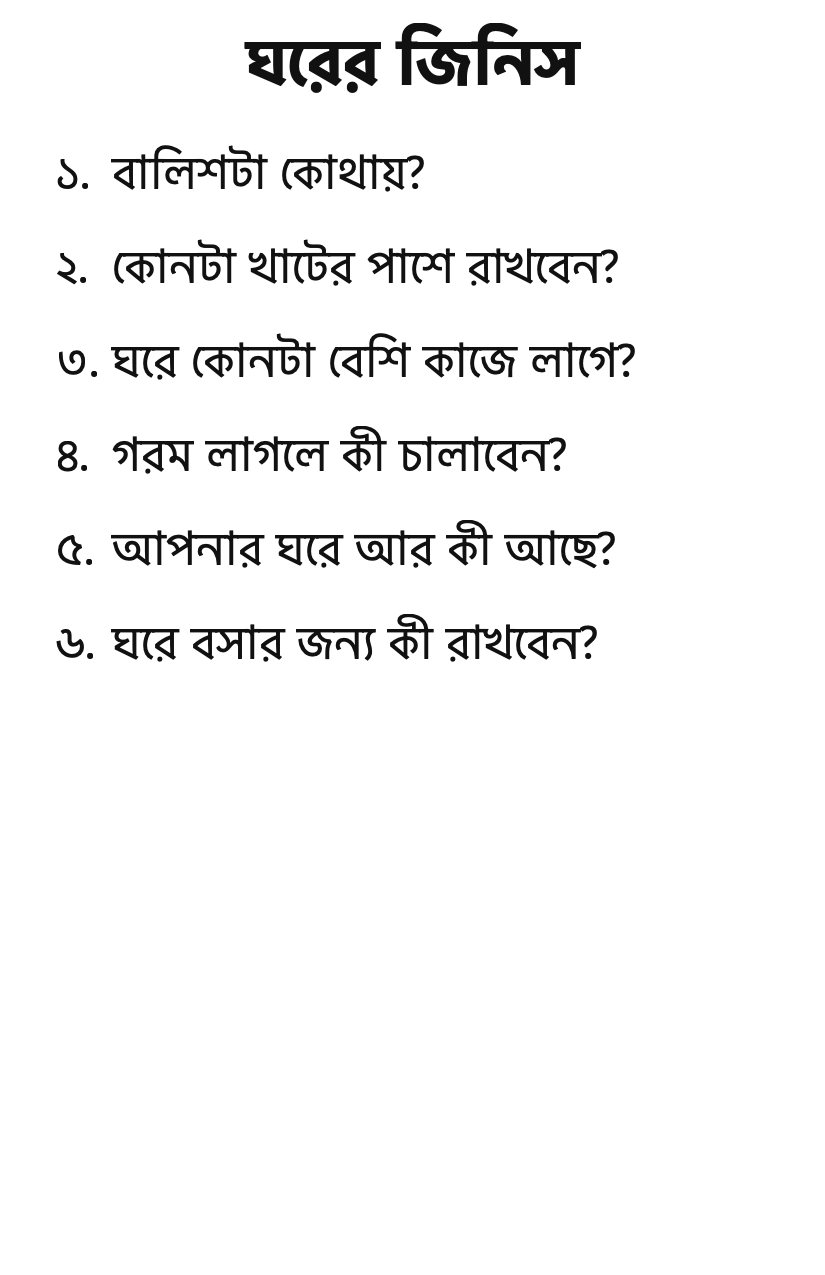 ঘরের জিনিস
১. বালিশটা কোথায়?
২. কোনটা খাটের পাশে রাখবেন?
৩. ঘরে কোনটা বেশি কাজে লাগে?
৪. গরম লাগলে কী চালাবেন?
৫. আপনার ঘরে আর কী আছে?
৬. ঘরে বসার জন্য কী রাখবেন?